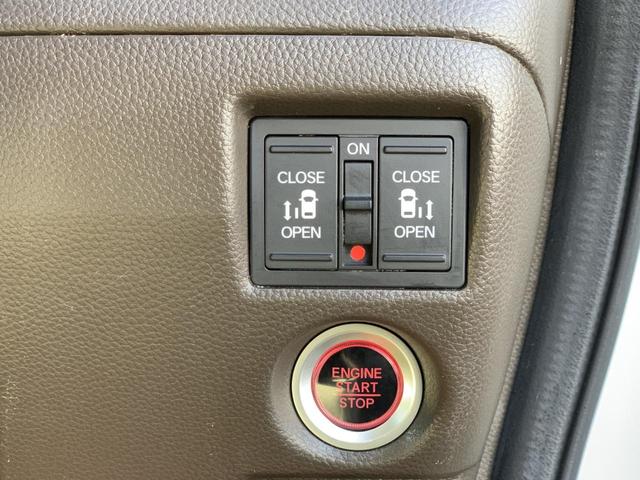 ON
CLOSE
OPEN
CLOSE
OPEN
ENGINE
START
STOP